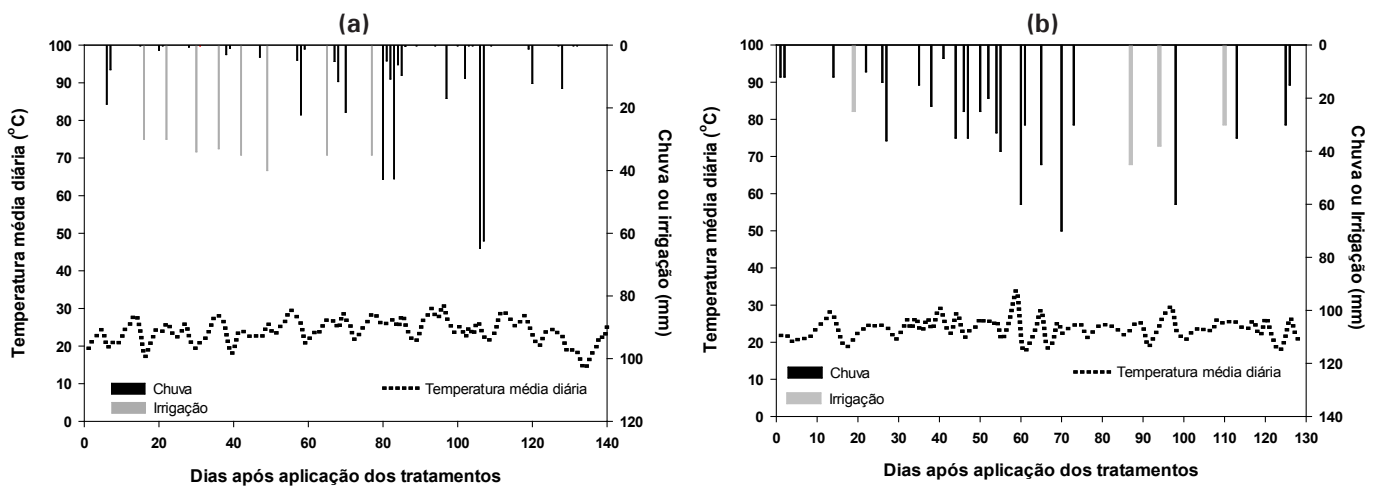 (a)
100
90
80
70
60
50
40
30
20
10
0
Temperatura média diária (°C)
0
20
40
60
80
100
120
Chuva ou irrigação (mm)
Chuva
Irrigação
Temperatura média diária
0 20 40 60 80 100 120 140
Dias após aplicação dos tratamentos
(b)
100
90
80
70
60
50
40
30
20
10
0
Temperatura média diária (°C)
0
20
40
60
80
100
120
140
Chuva ou Irrigação (mm)
Chuva
Irrigação
Temperatura média diária
0 10 20 30 40 50 60 70 80 90 100 110 120 130
Dias após aplicação dos tratamentos